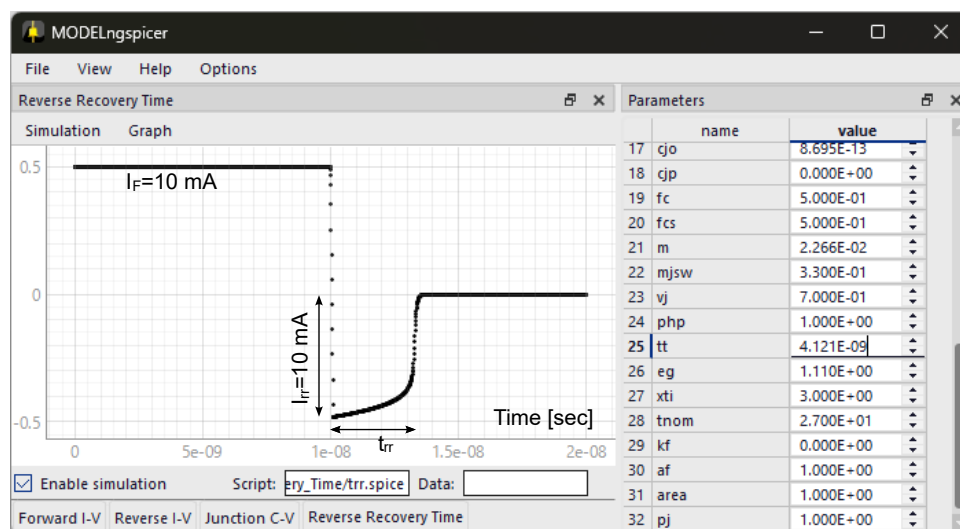 MODELngspicer
File View Help Options
Reverse Recovery Time
Simulation Graph
0.5
0
-0.5
IF=10 mA
Irr=10 mA
Time [sec]
trr
0 5e-09 1e-08 1.5e-08 2e-08
Enable simulation Script: ery_Time/trr.spice Data:
Forward I-V Reverse I-V Junction C-V Reverse Recovery Time
Parameters
name value
17 cjo 8.695E-13
18 cjp 0.000E+00
19 fc 5.000E-01
20 fcs 5.000E-01
21 m 2.266E-02
22 mjsw 3.300E-01
23 vj 7.000E-01
24 php 1.000E+00
25 tt 4.121E-09
26 eg 1.110E+00
27 xti 3.000E+00
28 tnom 2.700E+01
29 kf 0.000E+00
30 af 1.000E+00
31 area 1.000E+00
32 pj 1.000E+00